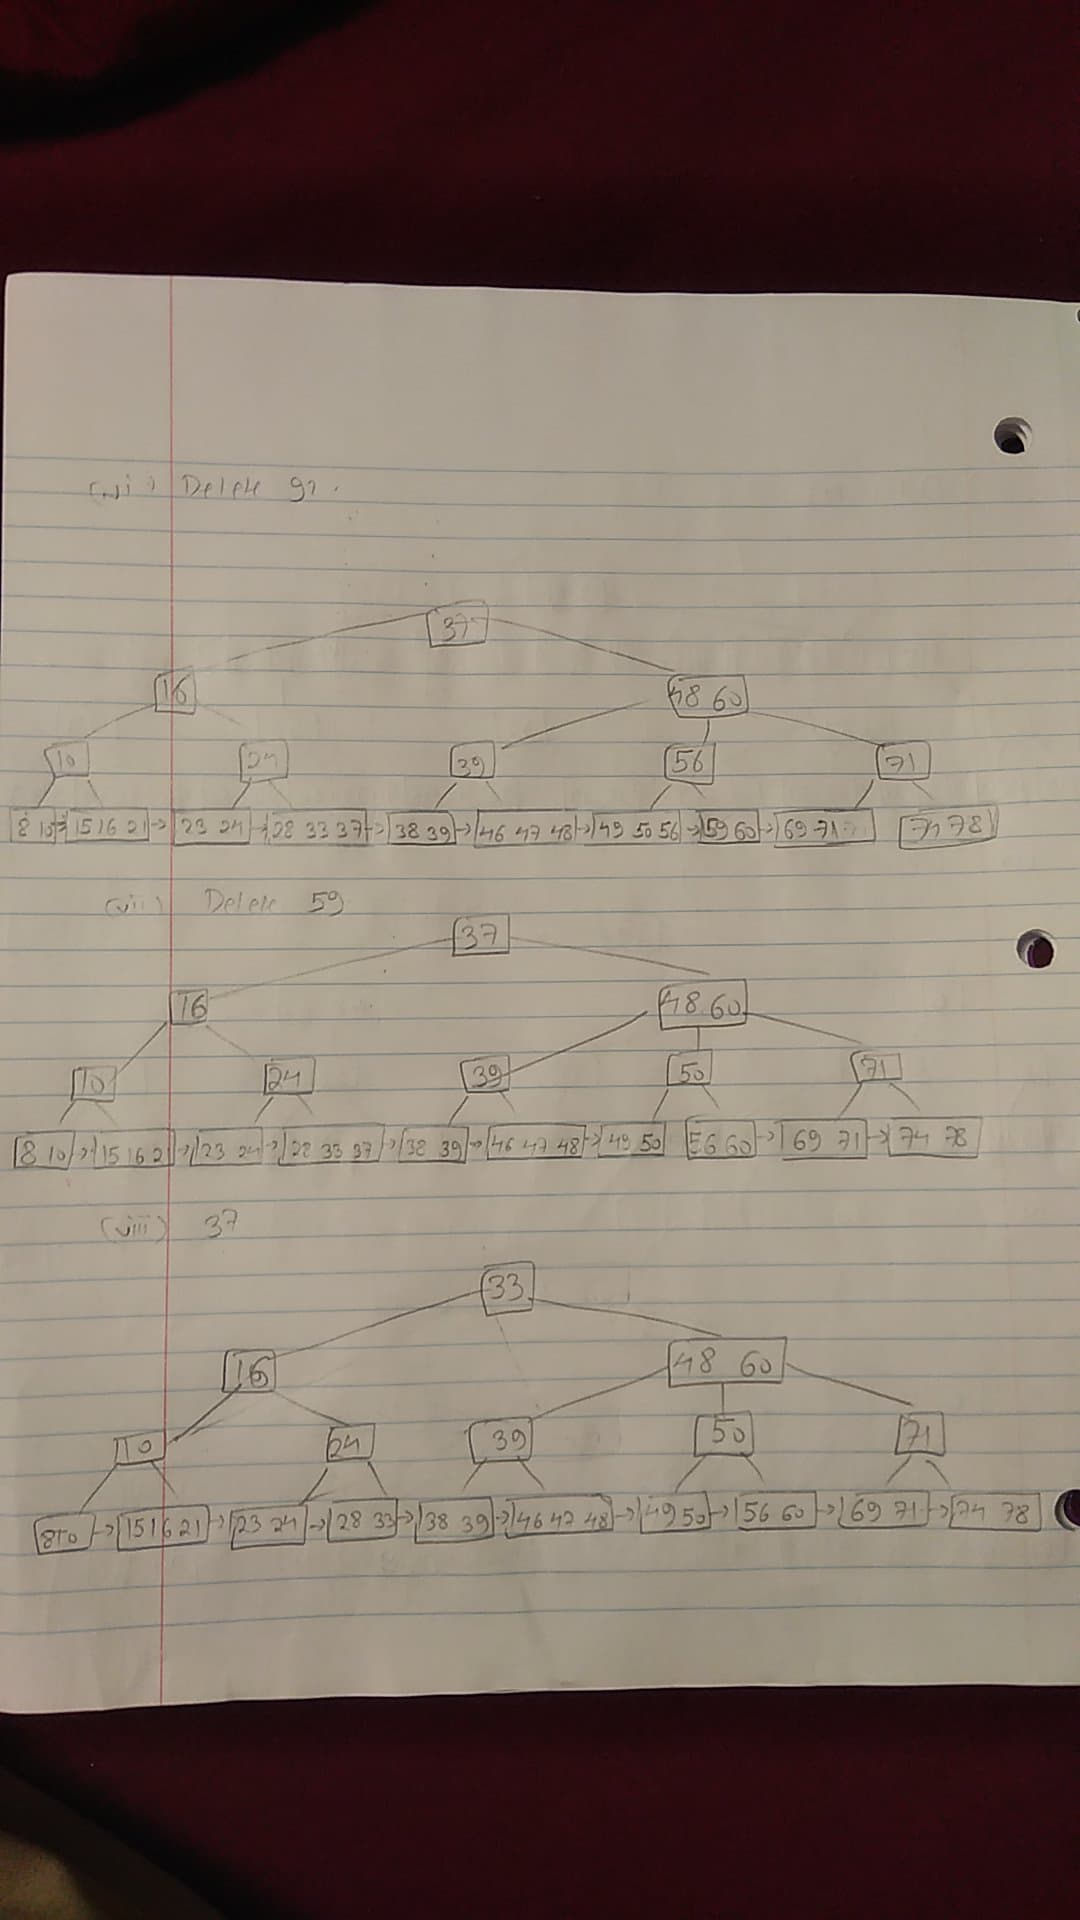 Delete 92.
37
16 48 60
10 24 39 56 71
8 10 → 15 16 21 → 23 24 → 28 33 37 → 38 39 → 46 47 48 → 49 50 56 → 59 60 → 69 71 74 78
(vii) Delete 59
37
16 48 60
10 24 39 50 71
8 10 → 15 16 21 → 23 24 → 28 33 37 → 38 39 → 46 47 48 → 49 50 56 60 → 69 71 → 74 78
(viii) 37
33
16 48 60
10 24 39 50 71
8 10 → 15 16 21 → 23 24 → 28 33 → 38 39 → 46 47 48 → 49 50 → 56 60 → 69 71 → 74 78